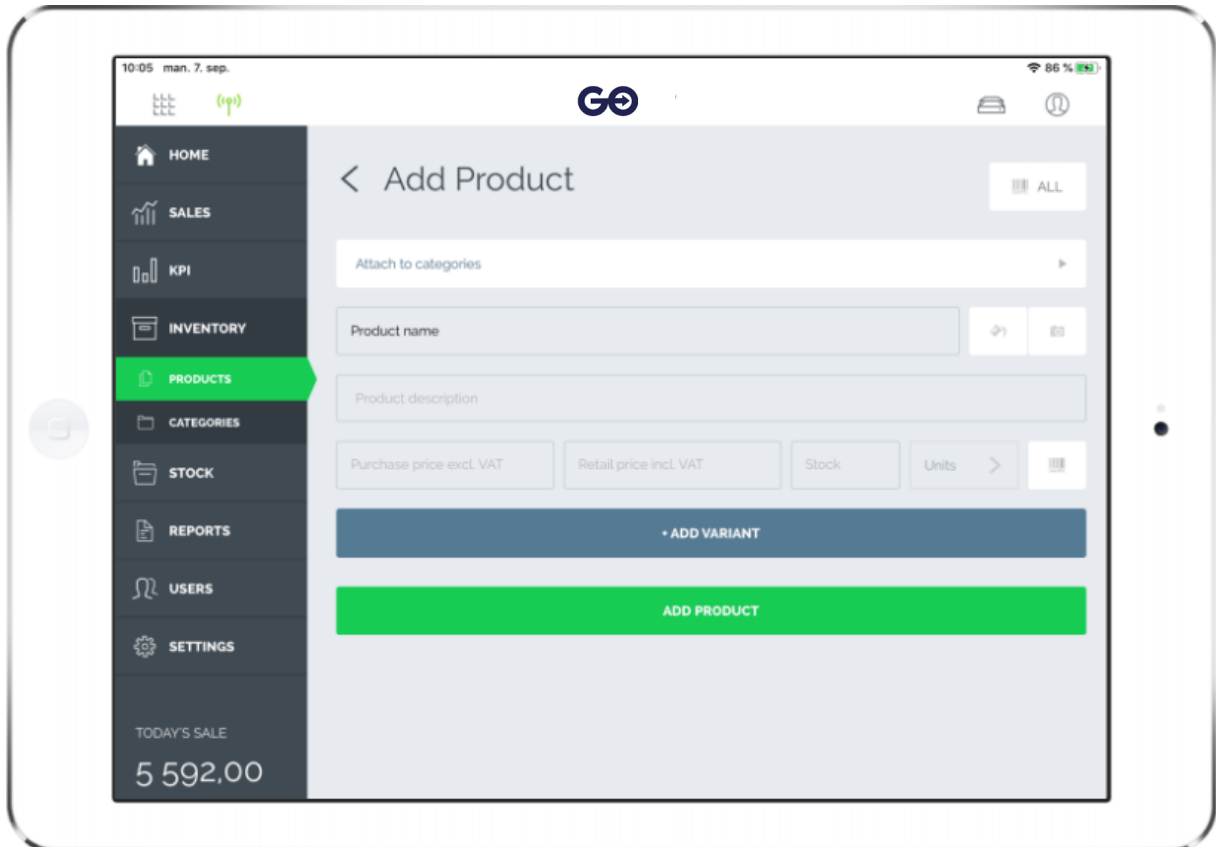 10:05 man. 7. sep.
86 %
GO
HOME
Add Product
ALL
SALES
Attach to categories
KPI
INVENTORY
Product name
PRODUCTS
Product description
CATEGORIES
Purchase price excl. VAT
Retail price incl. VAT
Stock
Units
STOCK
REPORTS
+ ADD VARIANT
USERS
ADD PRODUCT
SETTINGS
TODAY'S SALE
5 592,00